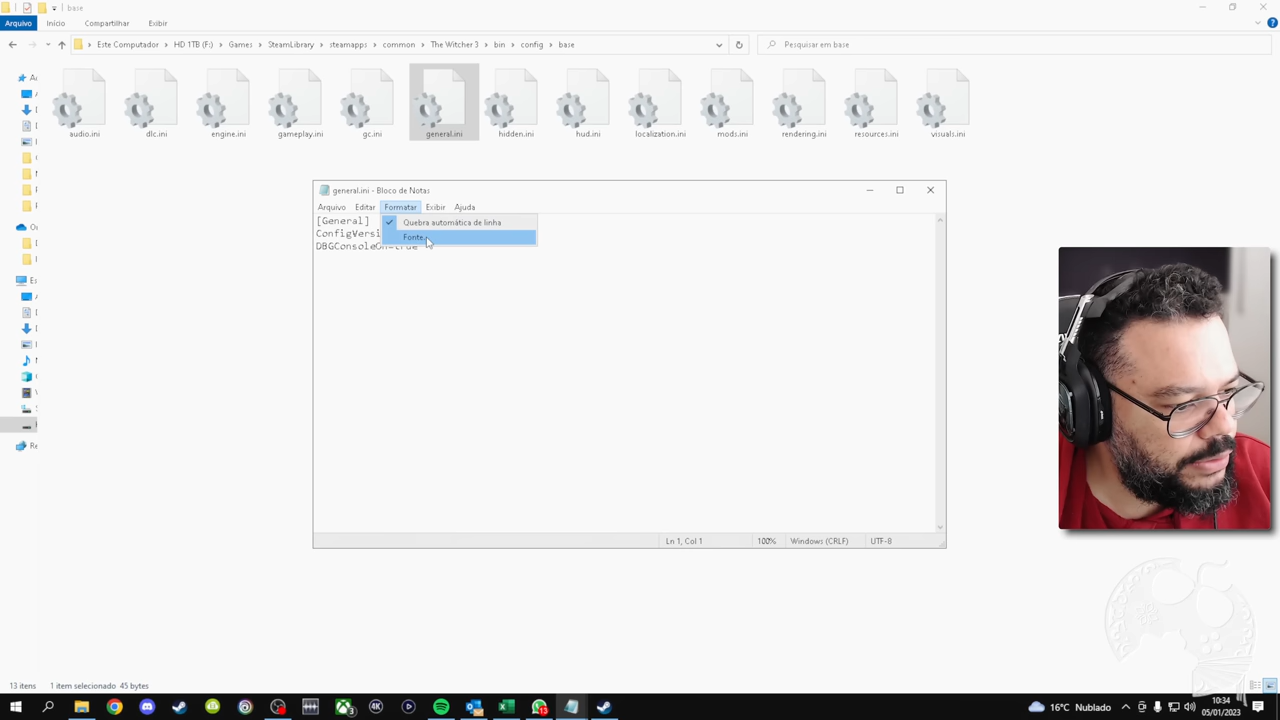 base
Arquivo Início Compartilhar Exibir
Este Computador HD 1TB (F:) Games SteamLibrary steamapps common The Witcher 3 bin config base
Pesquisar em base
audio.ini dlc.ini engine.ini gameplay.ini gc.ini general.ini hidden.ini hud.ini localization.ini mods.ini rendering.ini resources.ini visuals.ini
general.ini - Bloco de Notas
Arquivo Editar Formatar Exibir Ajuda
[General]
Quebra automática de linha
ConfigVersi
Fonte...
DBGConsoleOn=true
Ln 1, Col 1 100% Windows (CRLF) UTF-8
13 itens 1 item selecionado 45 bytes
16°C Nublado
10:34
05/01/2023